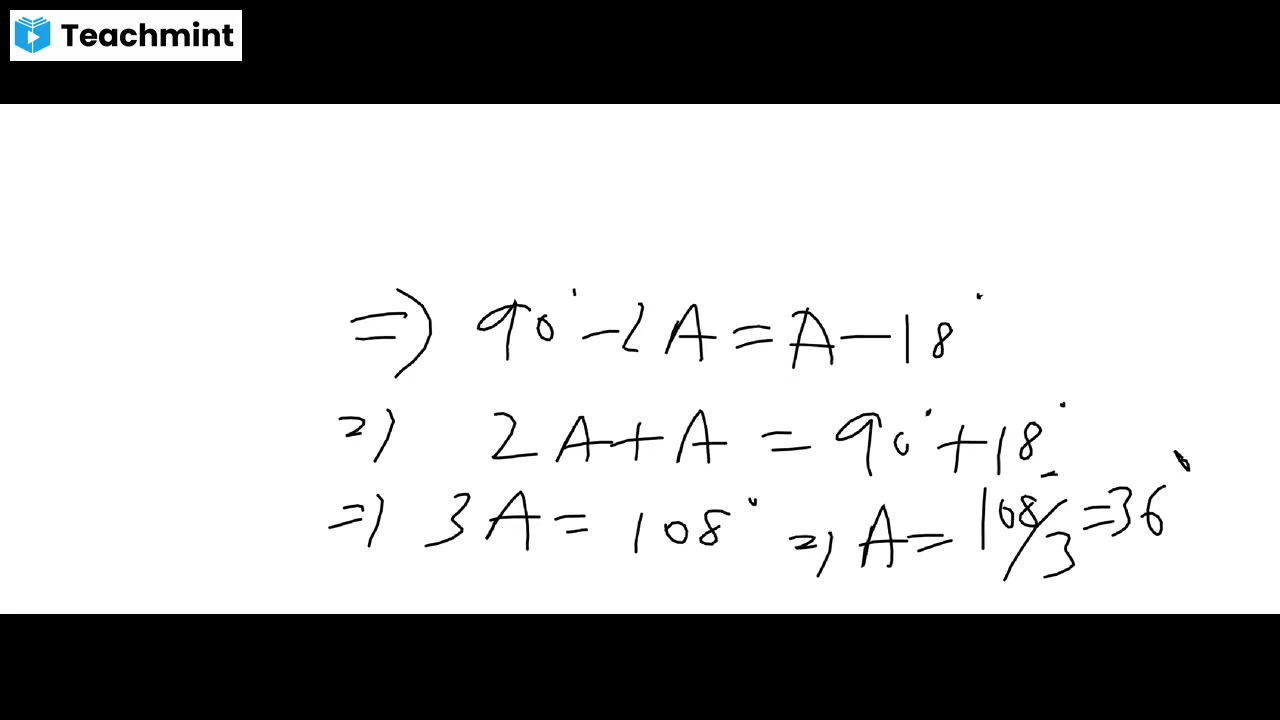 Teachmint
=) 90° - 2A = A - 18°
=) 2A + A = 90° + 18°
=) 3A = 108° =) A = 108/3 = 36°